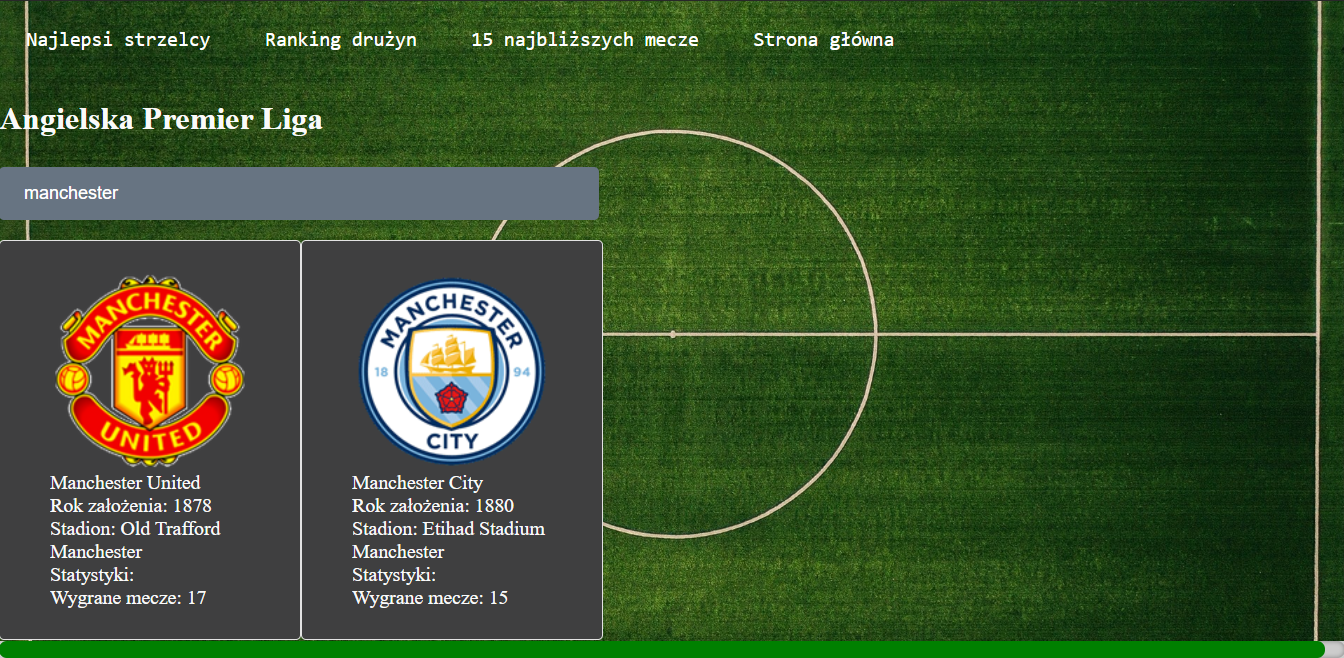 Najlepsi strzelcy Ranking drużyn 15 najbliższych mecze Strona główna
Angielska Premier Liga
manchester
MANCHESTER
UNITED
MANCHESTER
18 94
CITY
Manchester United
Rok założenia: 1878
Stadion: Old Trafford
Manchester
Statystyki:
Wygrane mecze: 17
Manchester City
Rok założenia: 1880
Stadion: Etihad Stadium
Manchester
Statystyki:
Wygrane mecze: 15